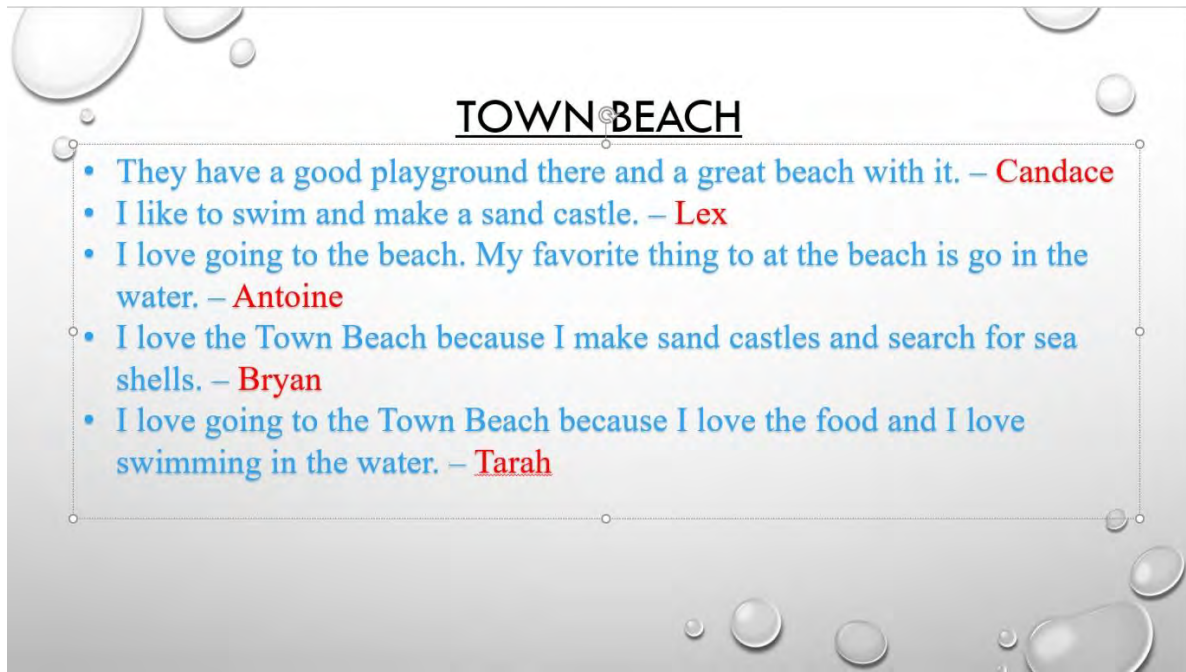 TOWN BEACH
• They have a good playground there and a great beach with it. – Candace
• I like to swim and make a sand castle. – Lex
• I love going to the beach. My favorite thing to at the beach is go in the
water. – Antoine
• I love the Town Beach because I make sand castles and search for sea
shells. – Bryan
• I love going to the Town Beach because I love the food and I love
swimming in the water. – Tarah